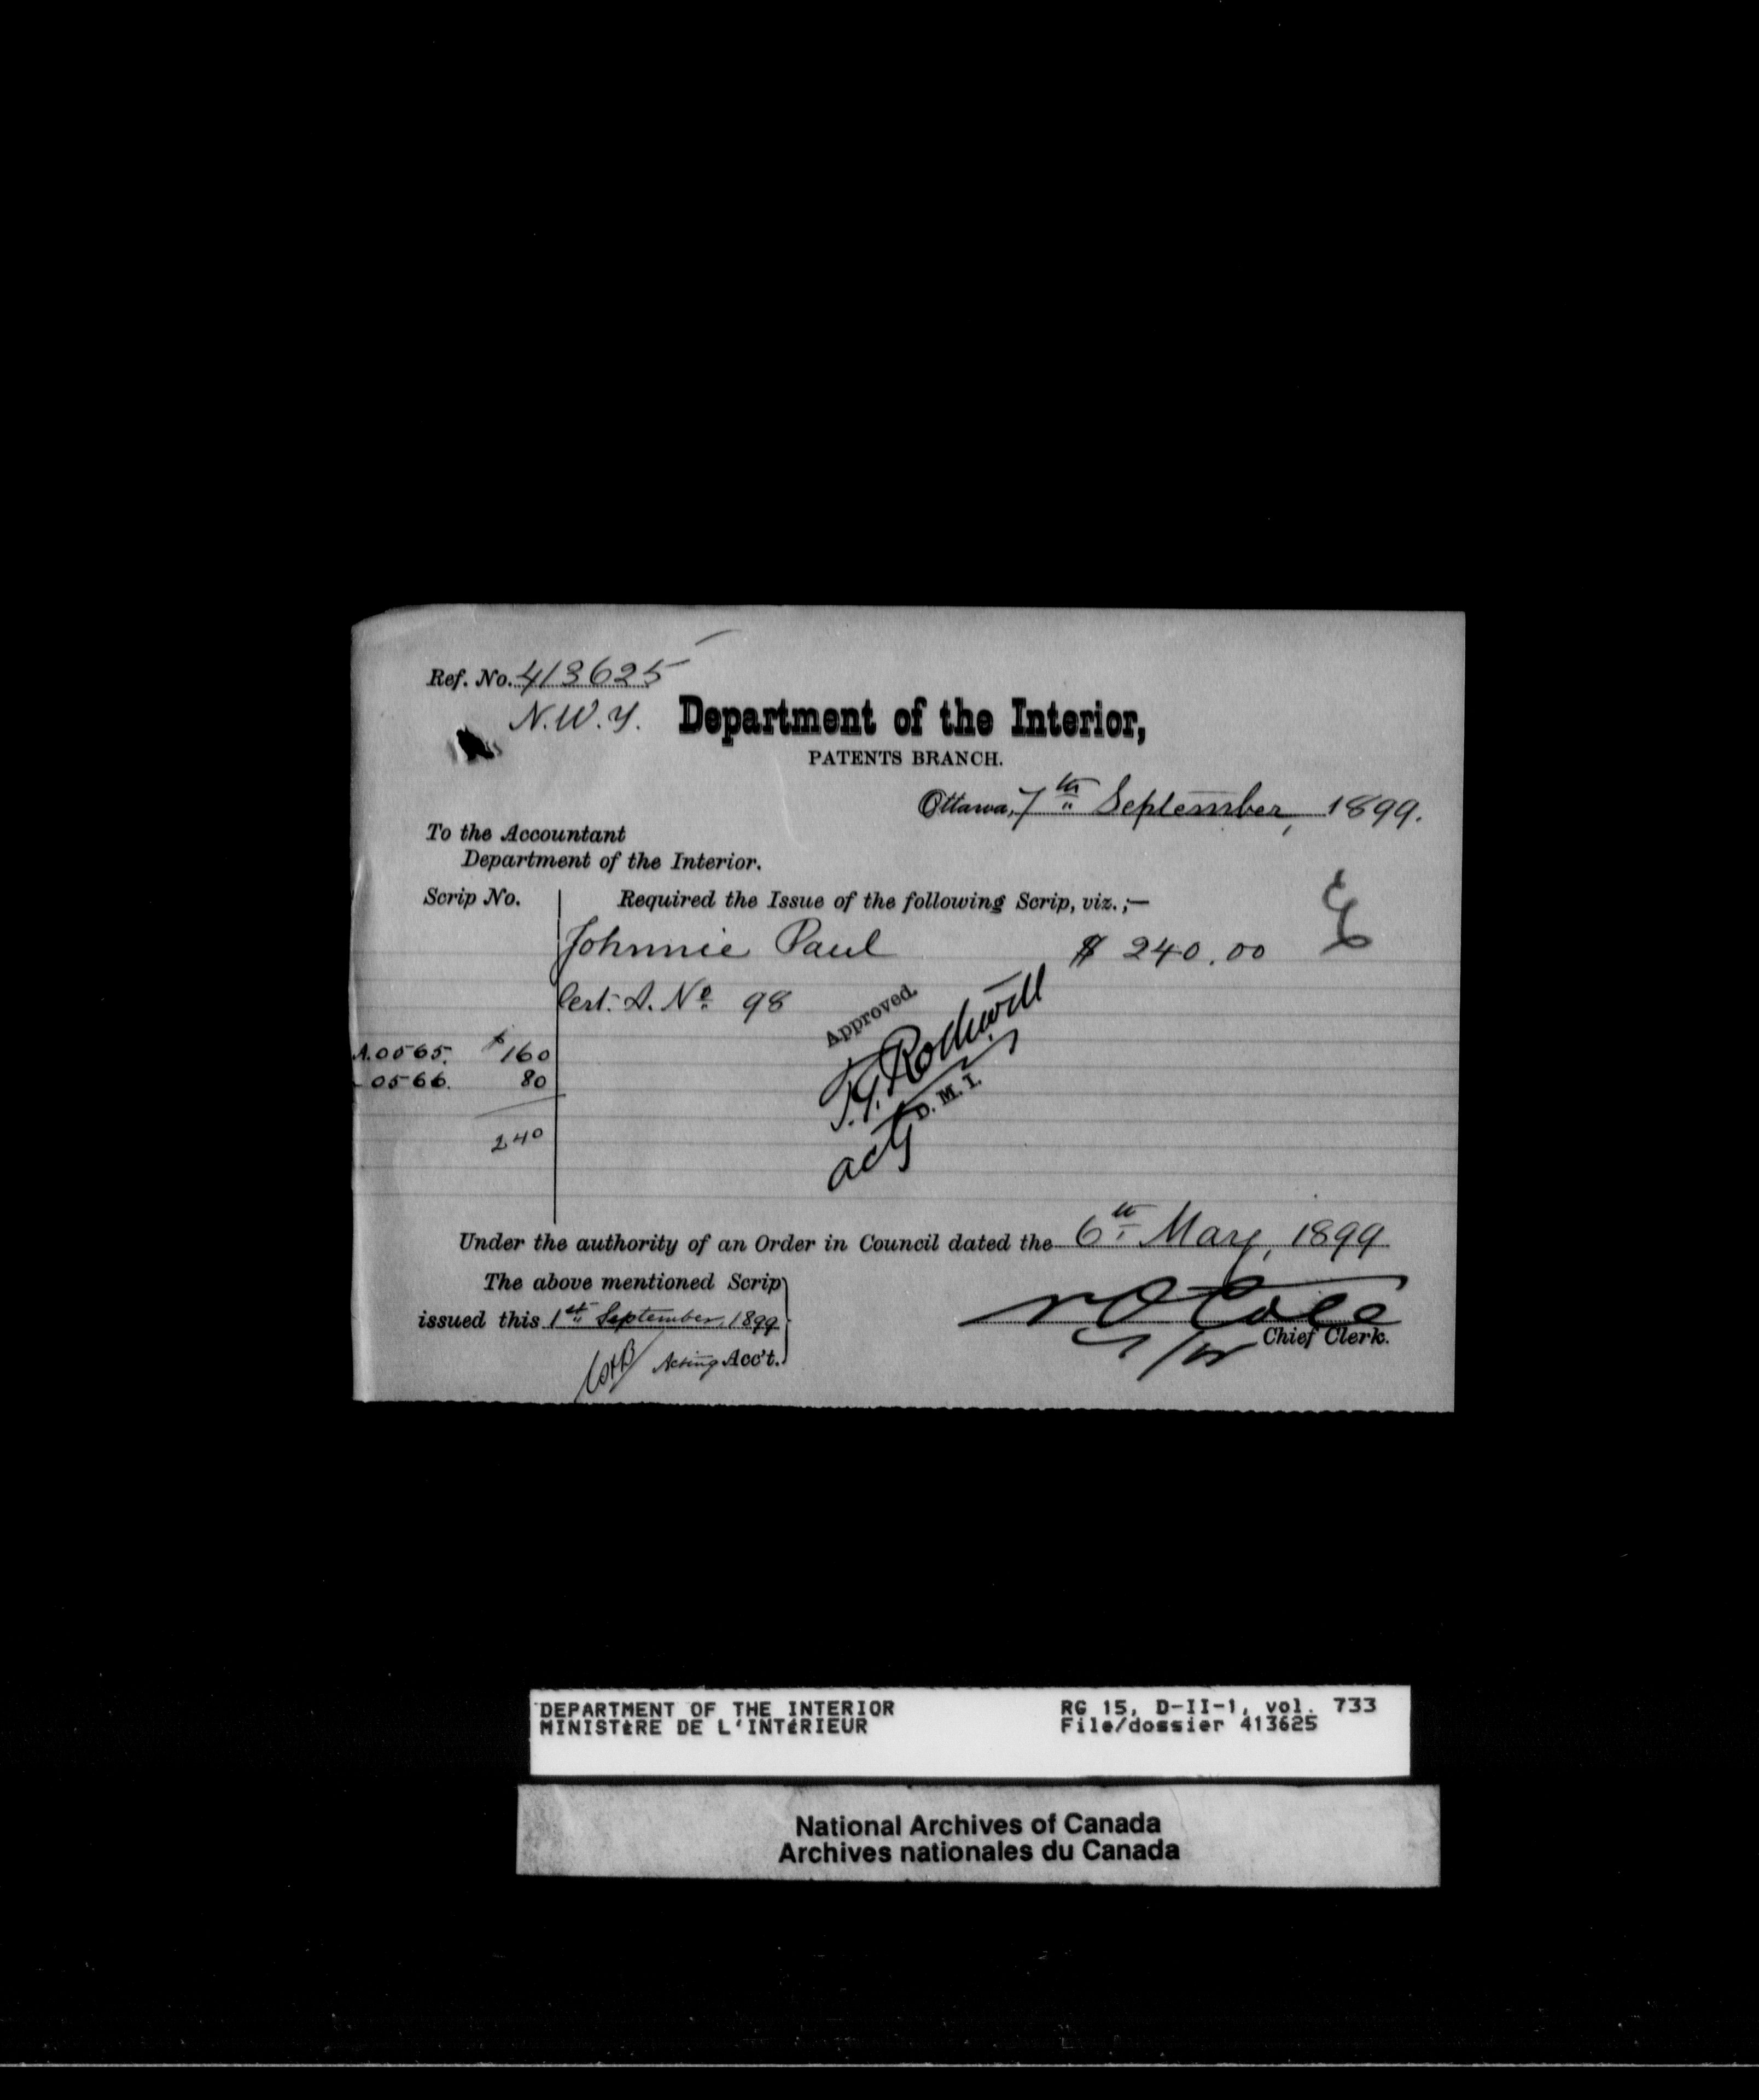 Ref. No. 413625
N.W.T.
Department of the Interior,
PATENTS BRANCH.
Ottawa, 7th September, 1899.
To the Accountant
Department of the Interior.
Scrip No.
Required the Issue of the following Scrip, viz.;—
Johnnie Paul $ 240.00
Cert. A. No 98
Approved.
A.0565. $160
0566. 80
D. M. I.
actg
240
Under the authority of an Order in Council dated the 6th May, 1899
The above mentioned Scrip
issued this 1st September, 1899
Acting Acc't.
Chief Clerk.
DEPARTMENT OF THE INTERIOR RG 15, D-II-1, vol. 733
MINISTÈRE DE L'INTÉRIEUR File/dossier 413625
National Archives of Canada
Archives nationales du Canada